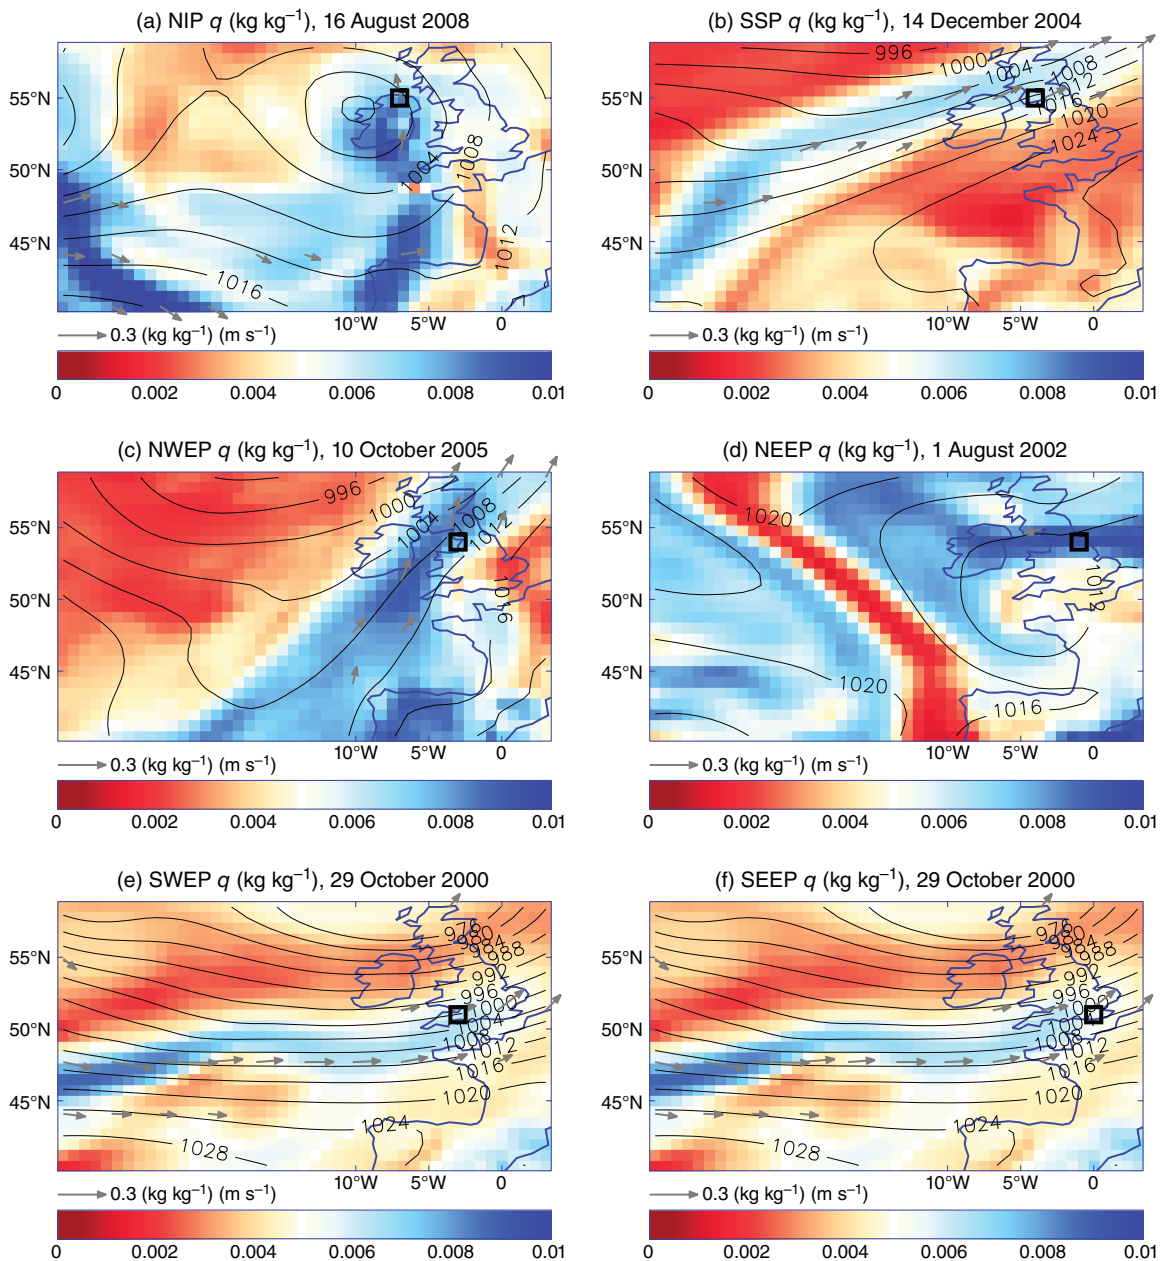 (a) NIP q (kg kg⁻¹), 16 August 2008
55°N
50°N
45°N
1004
1008
1012
1016
10°W 5°W 0
0.3 (kg kg⁻¹) (m s⁻¹)
0 0.002 0.004 0.006 0.008 0.01
(b) SSP q (kg kg⁻¹), 14 December 2004
996
1000
1004
1008
1012
1016
1020
1024
55°N
50°N
45°N
10°W 5°W 0
0.3 (kg kg⁻¹) (m s⁻¹)
0 0.002 0.004 0.006 0.008 0.01
(c) NWEP q (kg kg⁻¹), 10 October 2005
996
1000
1004
1008
1012
1016
55°N
50°N
45°N
10°W 5°W 0
0.3 (kg kg⁻¹) (m s⁻¹)
0 0.002 0.004 0.006 0.008 0.01
(d) NEEP q (kg kg⁻¹), 1 August 2002
1020
1012
1020
1016
55°N
50°N
45°N
10°W 5°W 0
0.3 (kg kg⁻¹) (m s⁻¹)
0 0.002 0.004 0.006 0.008 0.01
(e) SWEP q (kg kg⁻¹), 29 October 2000
976
980
984
988
992
996
1000
1004
1008
1012
1016
1020
1024
1028
55°N
50°N
45°N
10°W 5°W 0
0.3 (kg kg⁻¹) (m s⁻¹)
0 0.002 0.004 0.006 0.008 0.01
(f) SEEP q (kg kg⁻¹), 29 October 2000
976
980
984
988
992
996
1000
1004
1008
1012
1016
1020
1024
1028
55°N
50°N
45°N
10°W 5°W 0
0.3 (kg kg⁻¹) (m s⁻¹)
0 0.002 0.004 0.006 0.008 0.01